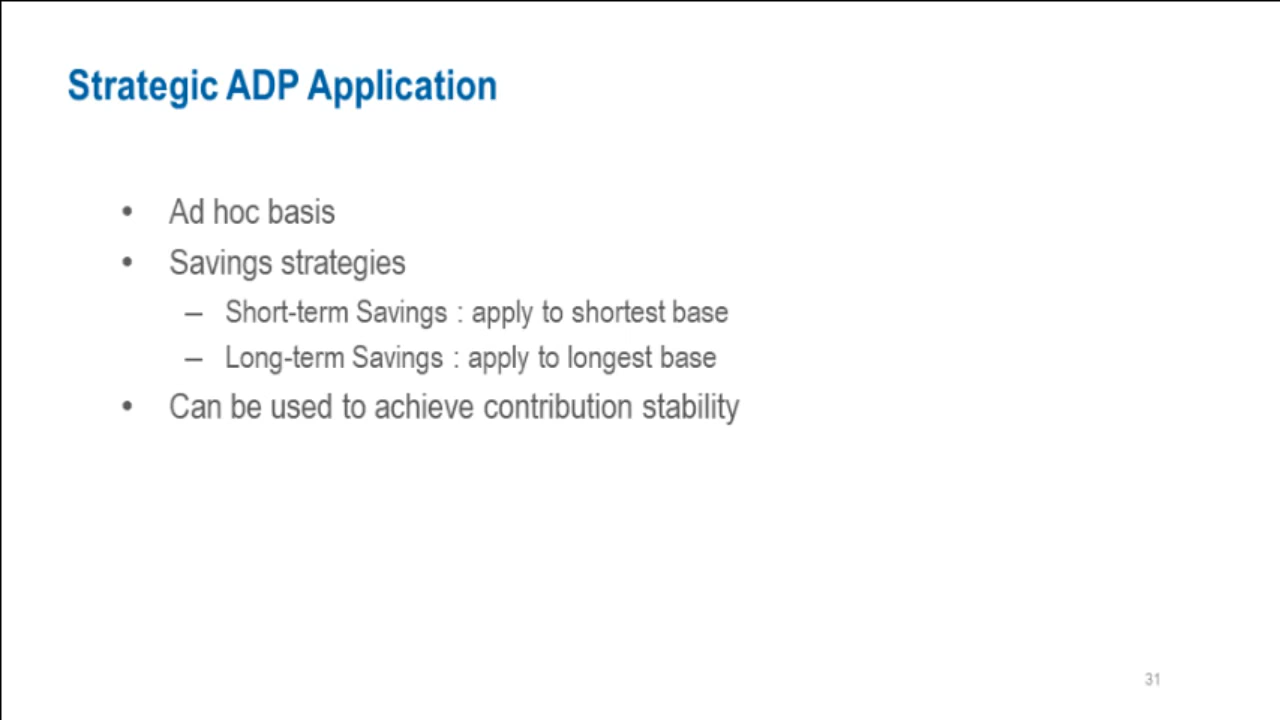 Strategic ADP Application
• Ad hoc basis
• Savings strategies
– Short-term Savings : apply to shortest base
– Long-term Savings : apply to longest base
• Can be used to achieve contribution stability
31